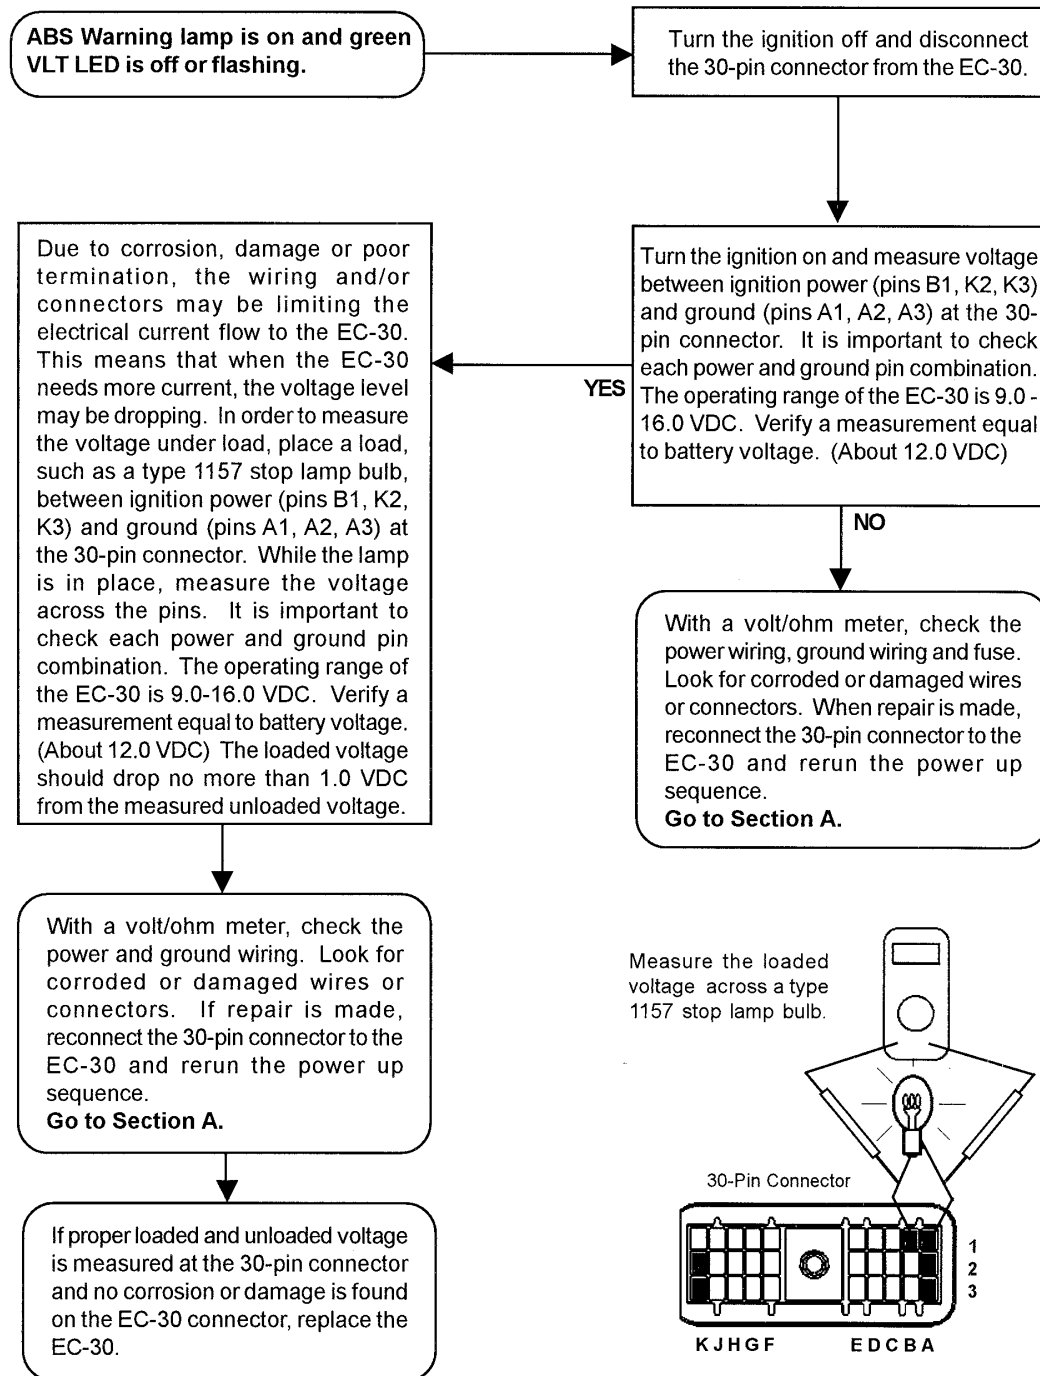 ABS Warning lamp is on and green
VLT LED is off or flashing.
Turn the ignition off and disconnect
the 30-pin connector from the EC-30.
Turn the ignition on and measure voltage
between ignition power (pins B1, K2, K3)
and ground (pins A1, A2, A3) at the 30-
pin connector. It is important to check
each power and ground pin combination.
The operating range of the EC-30 is 9.0 -
16.0 VDC. Verify a measurement equal
to battery voltage. (About 12.0 VDC)
YES
NO
Due to corrosion, damage or poor
termination, the wiring and/or
connectors may be limiting the
electrical current flow to the EC-30.
This means that when the EC-30
needs more current, the voltage level
may be dropping. In order to measure
the voltage under load, place a load,
such as a type 1157 stop lamp bulb,
between ignition power (pins B1, K2,
K3) and ground (pins A1, A2, A3) at
the 30-pin connector. While the lamp
is in place, measure the voltage
across the pins. It is important to
check each power and ground pin
combination. The operating range of
the EC-30 is 9.0-16.0 VDC. Verify a
measurement equal to battery voltage.
(About 12.0 VDC) The loaded voltage
should drop no more than 1.0 VDC
from the measured unloaded voltage.
With a volt/ohm meter, check the
power wiring, ground wiring and fuse.
Look for corroded or damaged wires
or connectors. When repair is made,
reconnect the 30-pin connector to the
EC-30 and rerun the power up
sequence.
Go to Section A.
With a volt/ohm meter, check the
power and ground wiring. Look for
corroded or damaged wires or
connectors. If repair is made,
reconnect the 30-pin connector to the
EC-30 and rerun the power up
sequence.
Go to Section A.
If proper loaded and unloaded voltage
is measured at the 30-pin connector
and no corrosion or damage is found
on the EC-30 connector, replace the
EC-30.
Measure the loaded
voltage across a type
1157 stop lamp bulb.
30-Pin Connector
1
2
3
K J H G F E D C B A